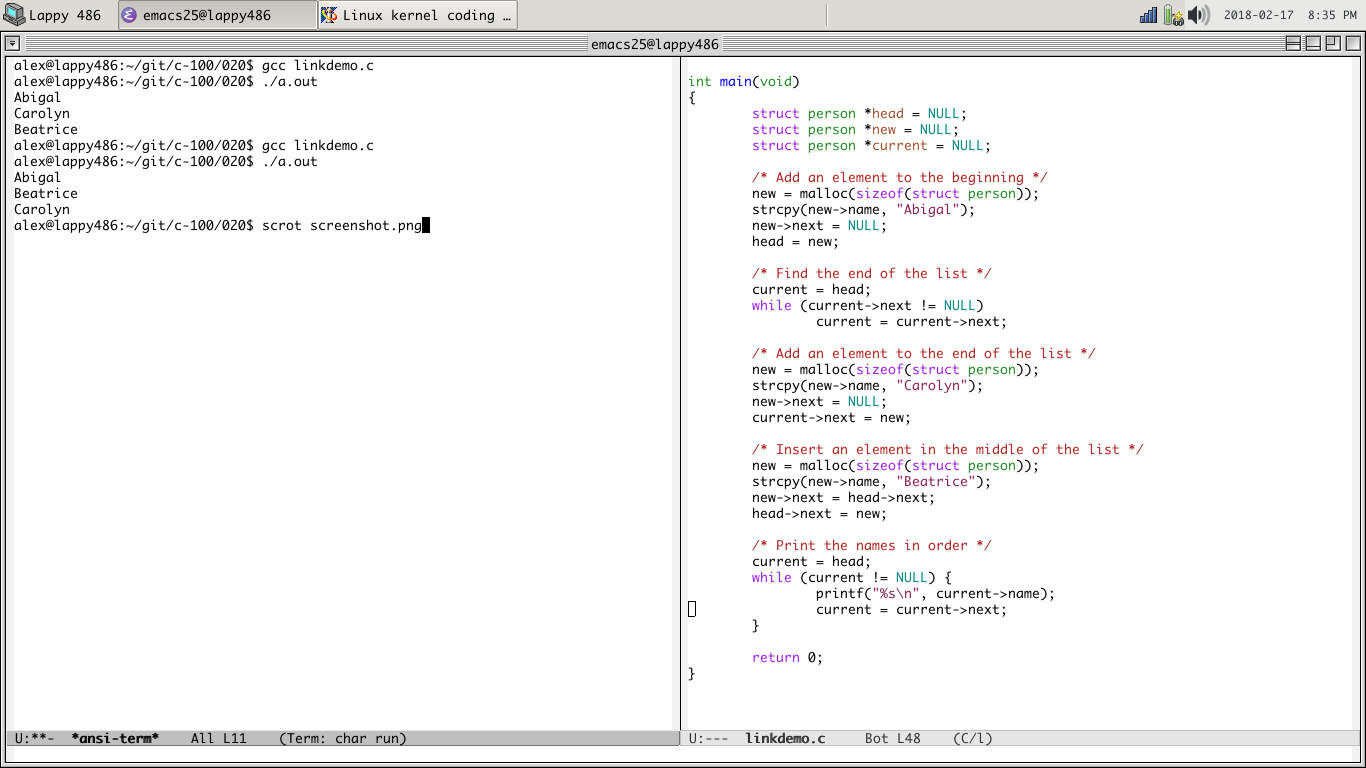 Lappy 486
emacs25@lappy486
Linux kernel coding …
2018-02-17 8:35 PM
emacs25@lappy486
alex@lappy486:~/git/c-100/020$ gcc linkdemo.c
alex@lappy486:~/git/c-100/020$ ./a.out
Abigal
Carolyn
Beatrice
alex@lappy486:~/git/c-100/020$ gcc linkdemo.c
alex@lappy486:~/git/c-100/020$ ./a.out
Abigal
Beatrice
Carolyn
alex@lappy486:~/git/c-100/020$ scrot screenshot.png
U:**- *ansi-term* All L11 (Term: char run)
int main(void)
{
struct person *head = NULL;
struct person *new = NULL;
struct person *current = NULL;
/* Add an element to the beginning */
new = malloc(sizeof(struct person));
strcpy(new->name, "Abigal");
new->next = NULL;
head = new;
/* Find the end of the list */
current = head;
while (current->next != NULL)
current = current->next;
/* Add an element to the end of the list */
new = malloc(sizeof(struct person));
strcpy(new->name, "Carolyn");
new->next = NULL;
current->next = new;
/* Insert an element in the middle of the list */
new = malloc(sizeof(struct person));
strcpy(new->name, "Beatrice");
new->next = head->next;
head->next = new;
/* Print the names in order */
current = head;
while (current != NULL) {
printf("%s\n", current->name);
current = current->next;
}
return 0;
}
U:--- linkdemo.c Bot L48 (C/l)